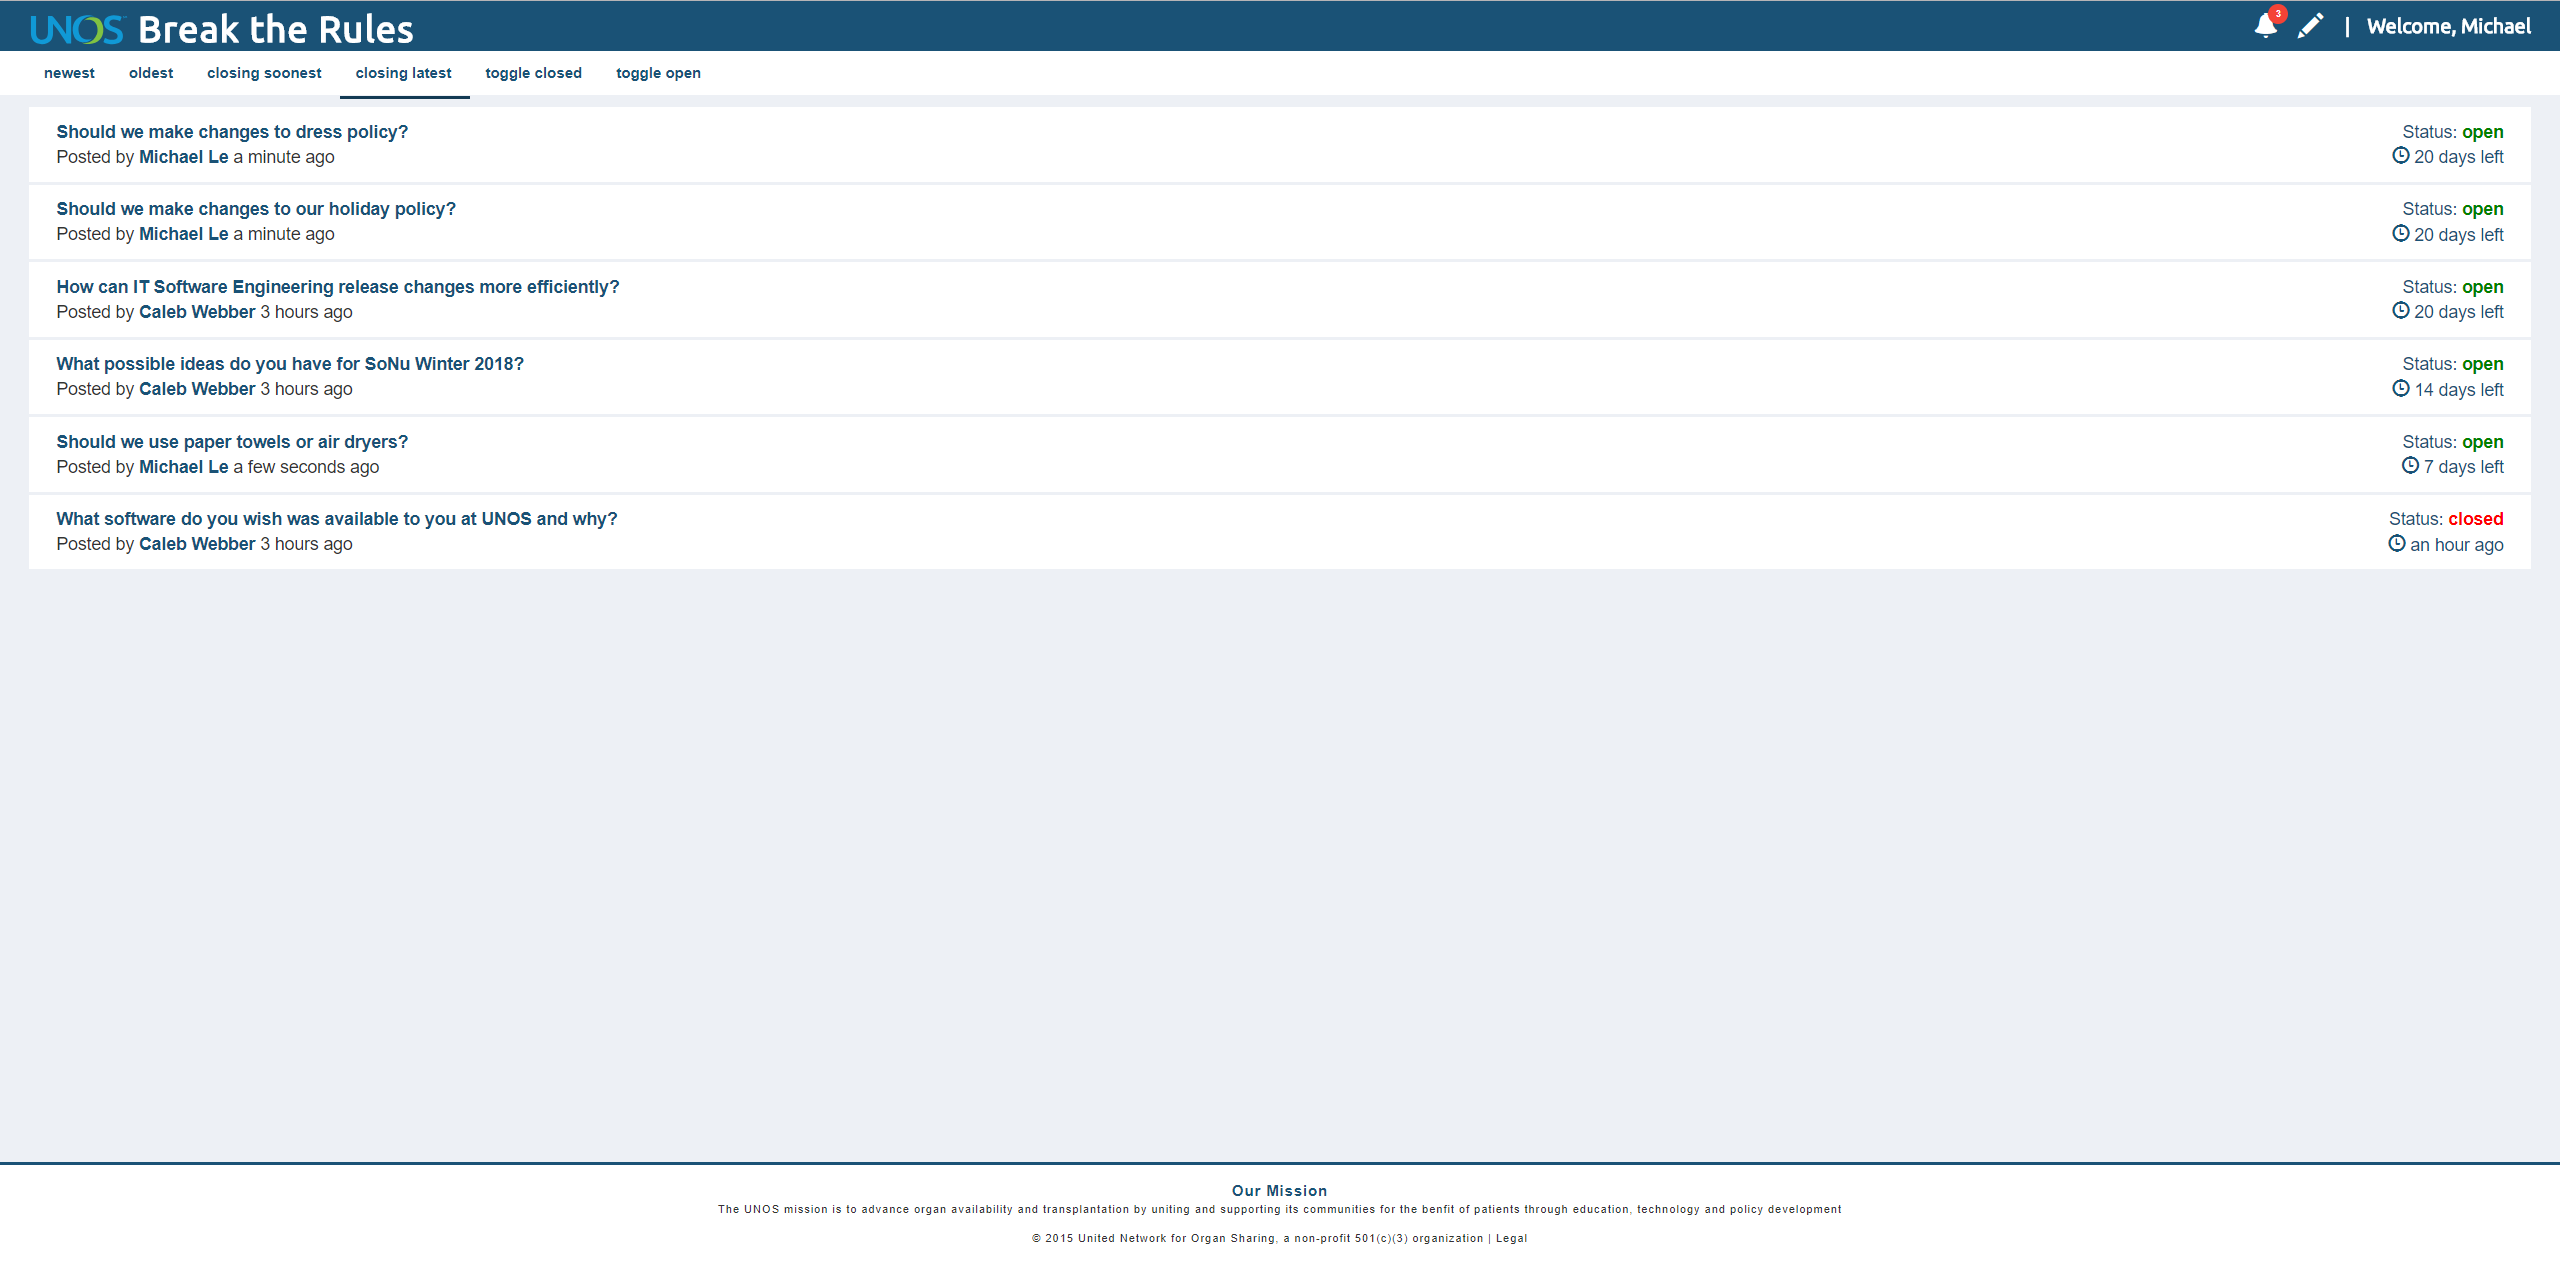 UNOS Break the Rules 3 | Welcome, Michael
newest oldest closing soonest closing latest toggle closed toggle open
Should we make changes to dress policy? Status: open
Posted by Michael Le a minute ago 20 days left
Should we make changes to our holiday policy? Status: open
Posted by Michael Le a minute ago 20 days left
How can IT Software Engineering release changes more efficiently? Status: open
Posted by Caleb Webber 3 hours ago 20 days left
What possible ideas do you have for SoNu Winter 2018? Status: open
Posted by Caleb Webber 3 hours ago 14 days left
Should we use paper towels or air dryers? Status: open
Posted by Michael Le a few seconds ago 7 days left
What software do you wish was available to you at UNOS and why? Status: closed
Posted by Caleb Webber 3 hours ago an hour ago
Our Mission
The UNOS mission is to advance organ availability and transplantation by uniting and supporting its communities for the benfit of patients through education, technology and policy development
© 2015 United Network for Organ Sharing, a non-profit 501(c)(3) organization | Legal